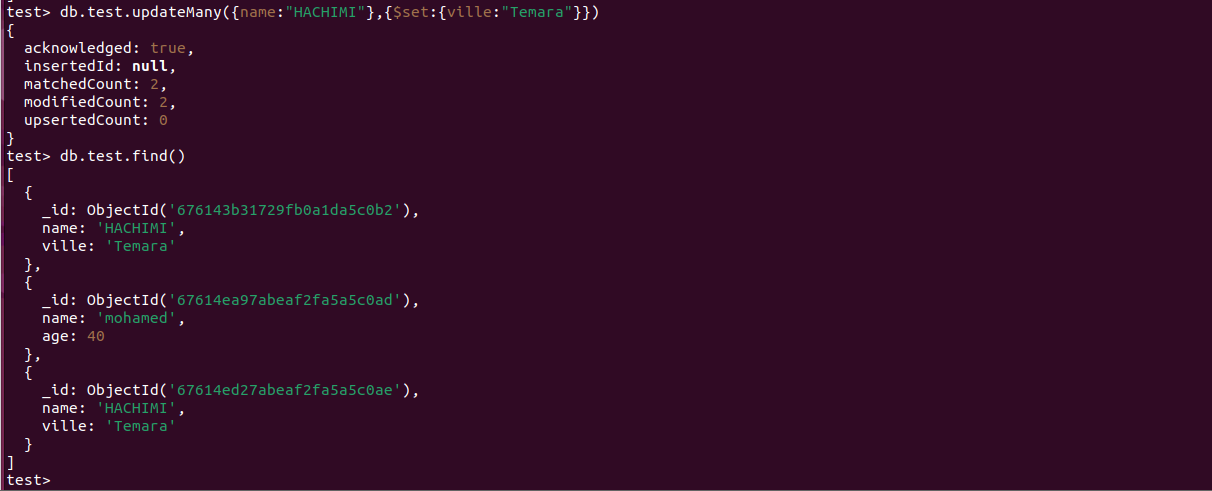 test> db.test.updateMany({name:"HACHIMI"},{$set:{ville:"Temara"}})
{
  acknowledged: true,
  insertedId: null,
  matchedCount: 2,
  modifiedCount: 2,
  upsertedCount: 0
}
test> db.test.find()
[
  {
    _id: ObjectId('676143b31729fb0a1da5c0b2'),
    name: 'HACHIMI',
    ville: 'Temara'
  },
  {
    _id: ObjectId('67614ea97abeaf2fa5a5c0ad'),
    name: 'mohamed',
    age: 40
  },
  {
    _id: ObjectId('67614ed27abeaf2fa5a5c0ae'),
    name: 'HACHIMI',
    ville: 'Temara'
  }
]
test>